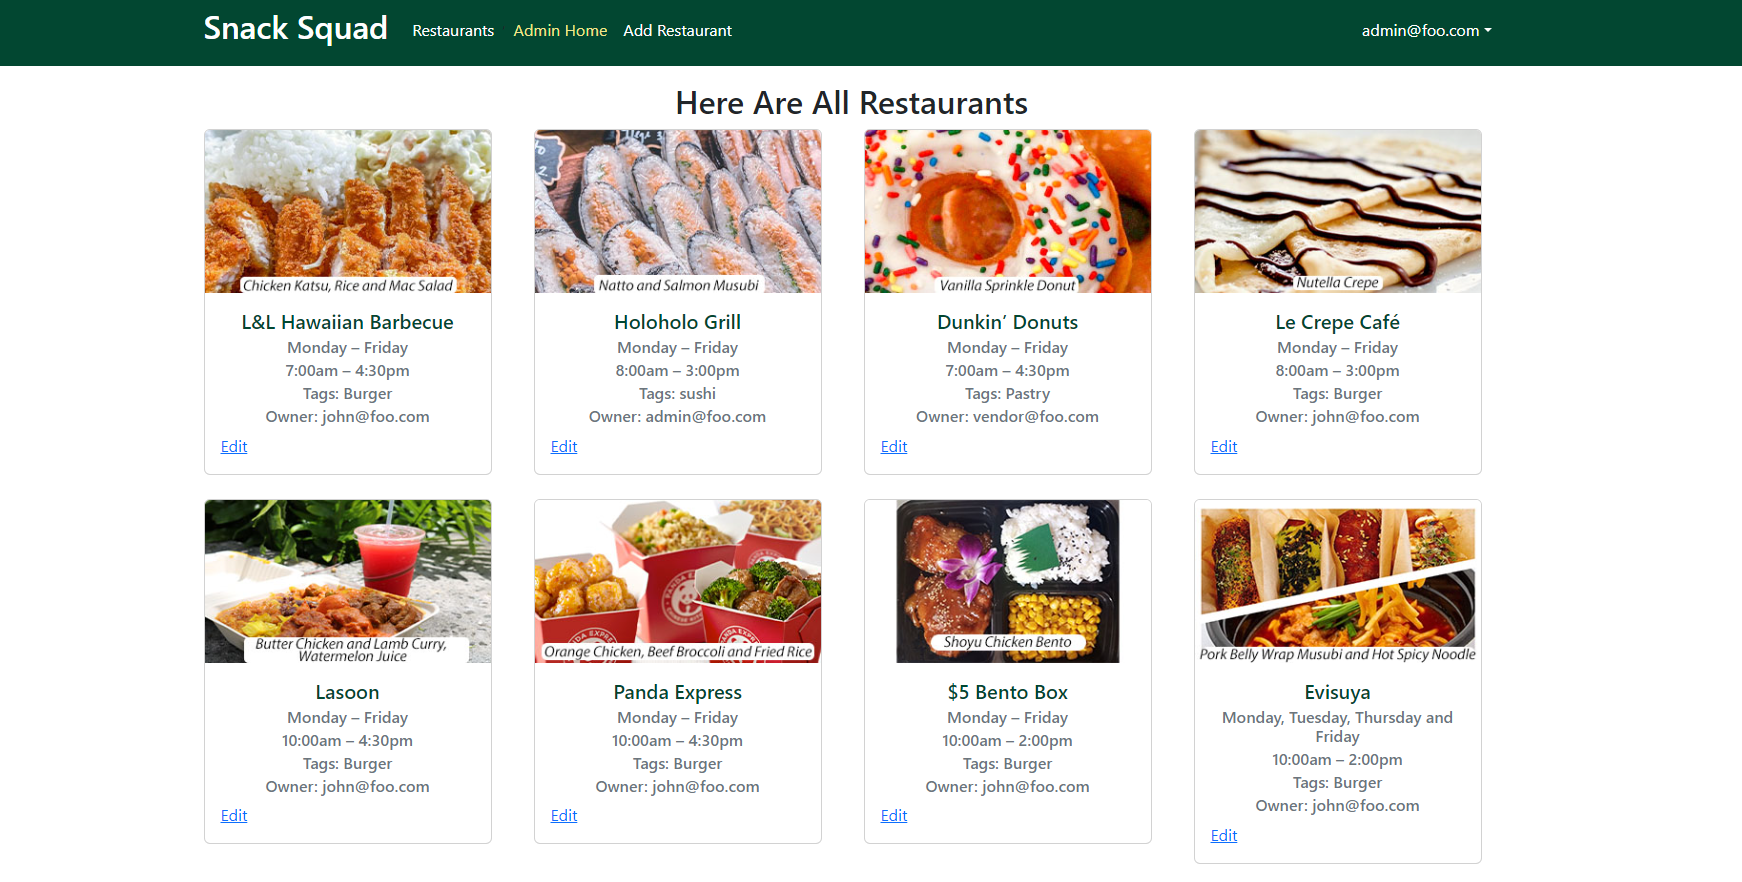 Snack Squad
Restaurants
Admin Home
Add Restaurant
admin@foo.com
Here Are All Restaurants
Chicken Katsu, Rice and Mac Salad
L&L Hawaiian Barbecue
Monday – Friday
7:00am – 4:30pm
Tags: Burger
Owner: john@foo.com
Edit
Natto and Salmon Musubi
Holoholo Grill
Monday – Friday
8:00am – 3:00pm
Tags: sushi
Owner: admin@foo.com
Edit
Vanilla Sprinkle Donut
Dunkin’ Donuts
Monday – Friday
7:00am – 4:30pm
Tags: Pastry
Owner: vendor@foo.com
Edit
Nutella Crepe
Le Crepe Café
Monday – Friday
8:00am – 3:00pm
Tags: Burger
Owner: john@foo.com
Edit
Butter Chicken and Lamb Curry,
Watermelon Juice
Lasoon
Monday – Friday
10:00am – 4:30pm
Tags: Burger
Owner: john@foo.com
Edit
PANDA EXPRESS
Orange Chicken, Beef Broccoli and Fried Rice
Panda Express
Monday – Friday
10:00am – 4:30pm
Tags: Burger
Owner: john@foo.com
Edit
Shoyu Chicken Bento
$5 Bento Box
Monday – Friday
10:00am – 2:00pm
Tags: Burger
Owner: john@foo.com
Edit
Pork Belly Wrap Musubi and Hot Spicy Noodle
Evisuya
Monday, Tuesday, Thursday and
Friday
10:00am – 2:00pm
Tags: Burger
Owner: john@foo.com
Edit